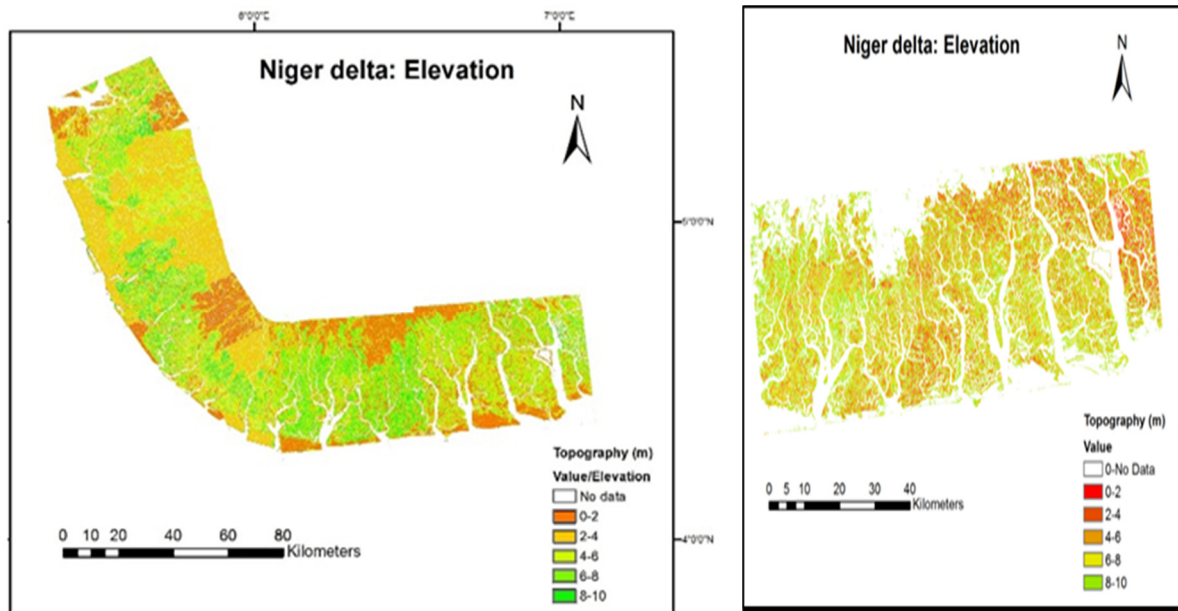 6°0'0"E 7°0'0"E
Niger delta: Elevation
N
5°0'0"N
Topography (m)
Value/Elevation
No data
0-2
2-4
4-6
6-8
8-10
0 10 20 40 60 80
Kilometers
4°0'0"N
Niger delta: Elevation
N
Topography (m)
Value
0-No Data
0-2
2-4
4-6
6-8
8-10
0 5 10 20 30 40
Kilometers